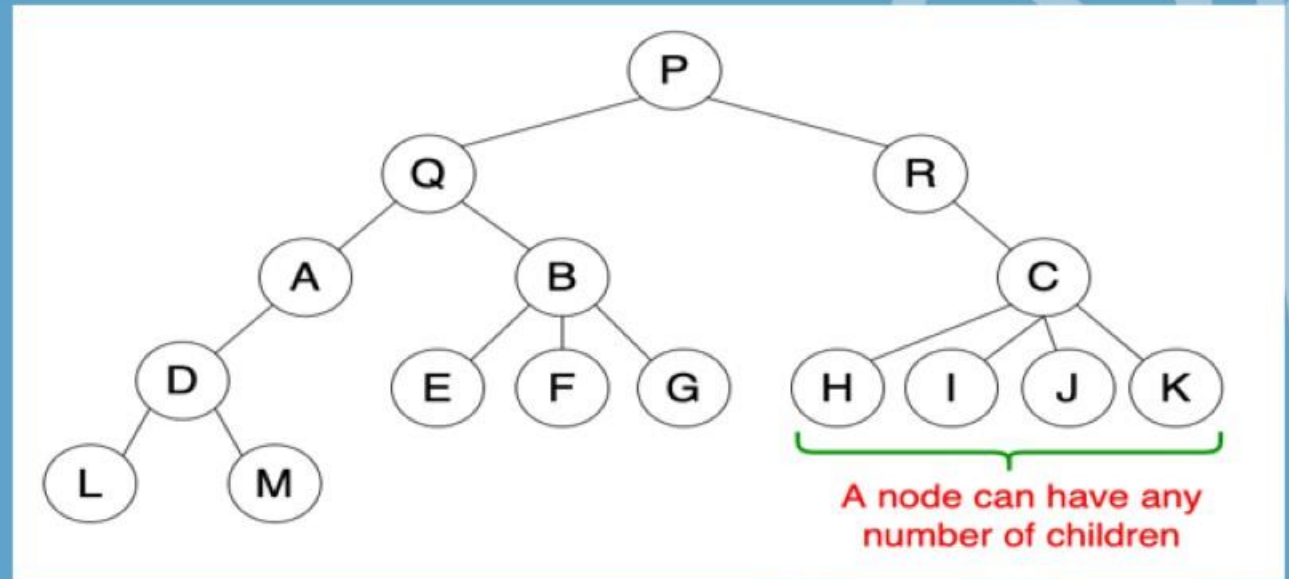 P
Q R
A B C
D E F G H I J K
L M
A node can have any
number of children